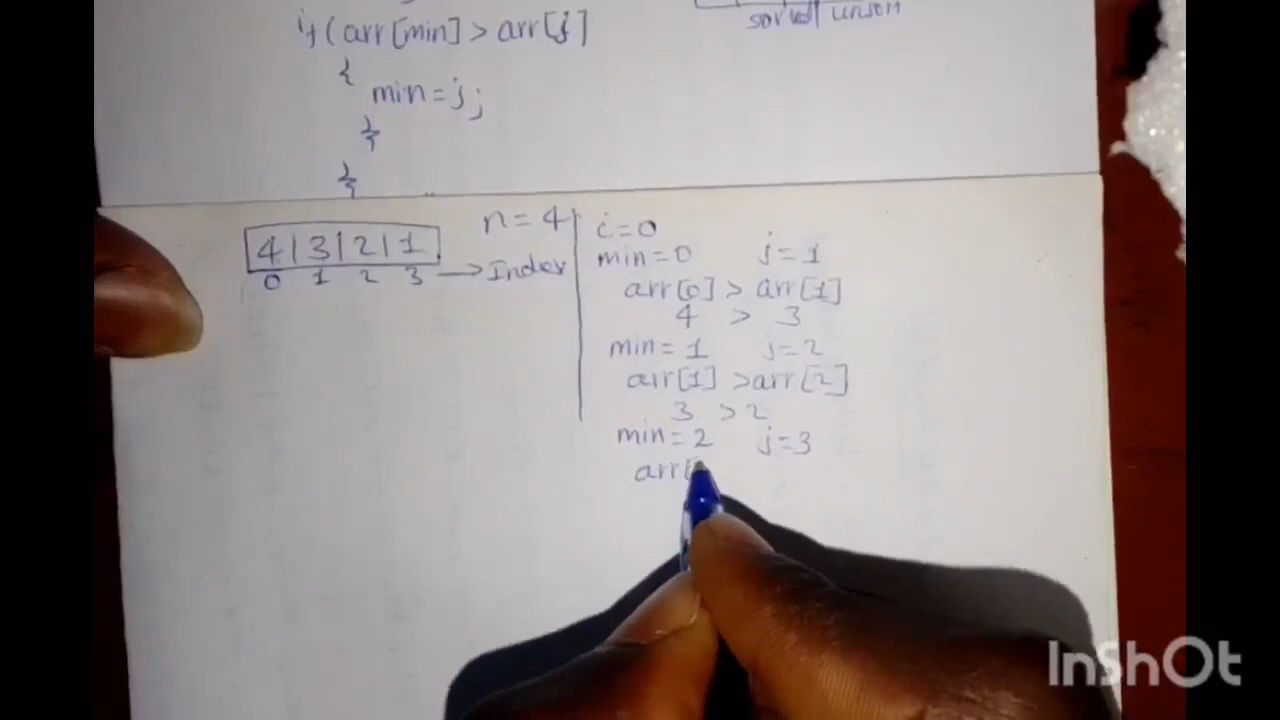 if (arr[min] > arr[j]
{
min = j;
}
}
sorted unsort
4 | 3 | 2 | 1
0 1 2 3 → Index
n = 4
i = 0
min = 0 j = 1
arr[0] > arr[1]
4 > 3
min = 1 j = 2
arr[1] > arr[2]
3 > 2
min = 2 j = 3
arr[
InShOt